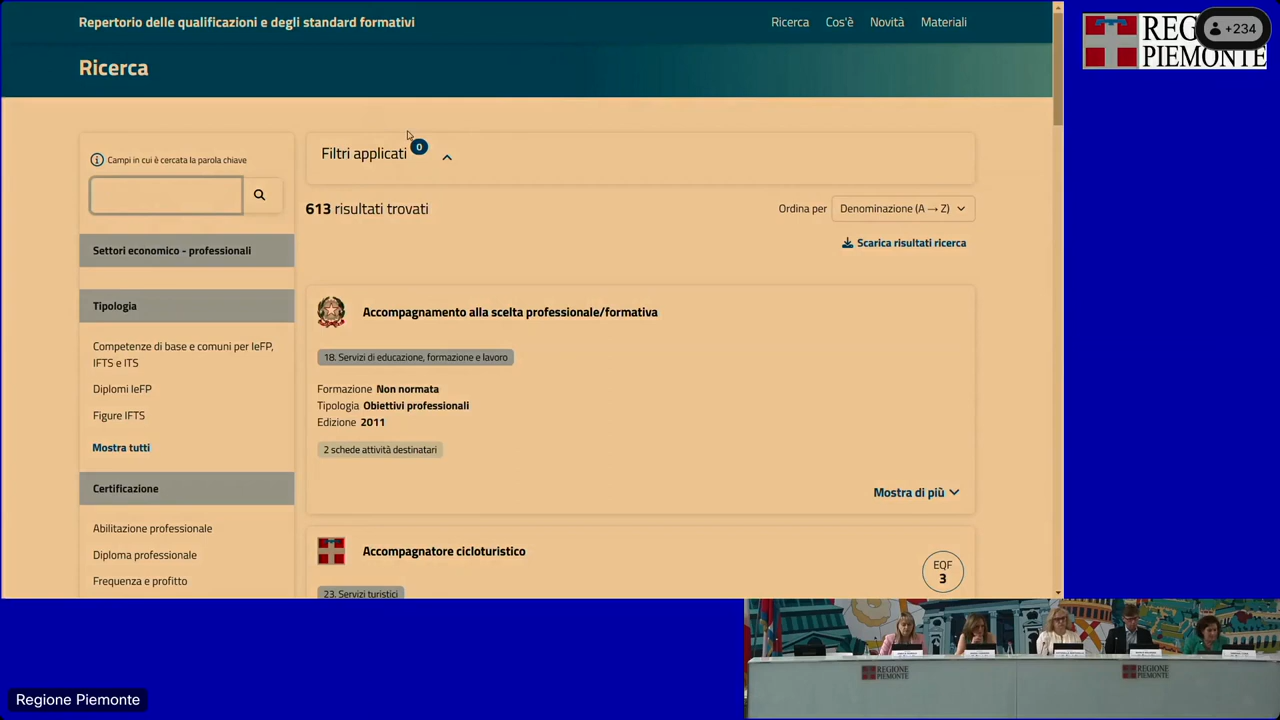 Repertorio delle qualificazioni e degli standard formativi
Ricerca Cos'è Novità Materiali
Ricerca
REGIONE PIEMONTE
+234
Campi in cui è cercata la parola chiave
Filtri applicati 0
613 risultati trovati
Ordina per Denominazione (A → Z)
Scarica risultati ricerca
Settori economico - professionali
Tipologia
Competenze di base e comuni per IeFP,
IFTS e ITS
Diplomi IeFP
Figure IFTS
Mostra tutti
Certificazione
Abilitazione professionale
Diploma professionale
Frequenza e profitto
Accompagnamento alla scelta professionale/formativa
18. Servizi di educazione, formazione e lavoro
Formazione Non normata
Tipologia Obiettivi professionali
Edizione 2011
2 schede attività destinatari
Mostra di più
Accompagnatore cicloturistico
EQF
3
23. Servizi turistici
REGIONE
PIEMONTE
REGIONE
PIEMONTE
Regione Piemonte